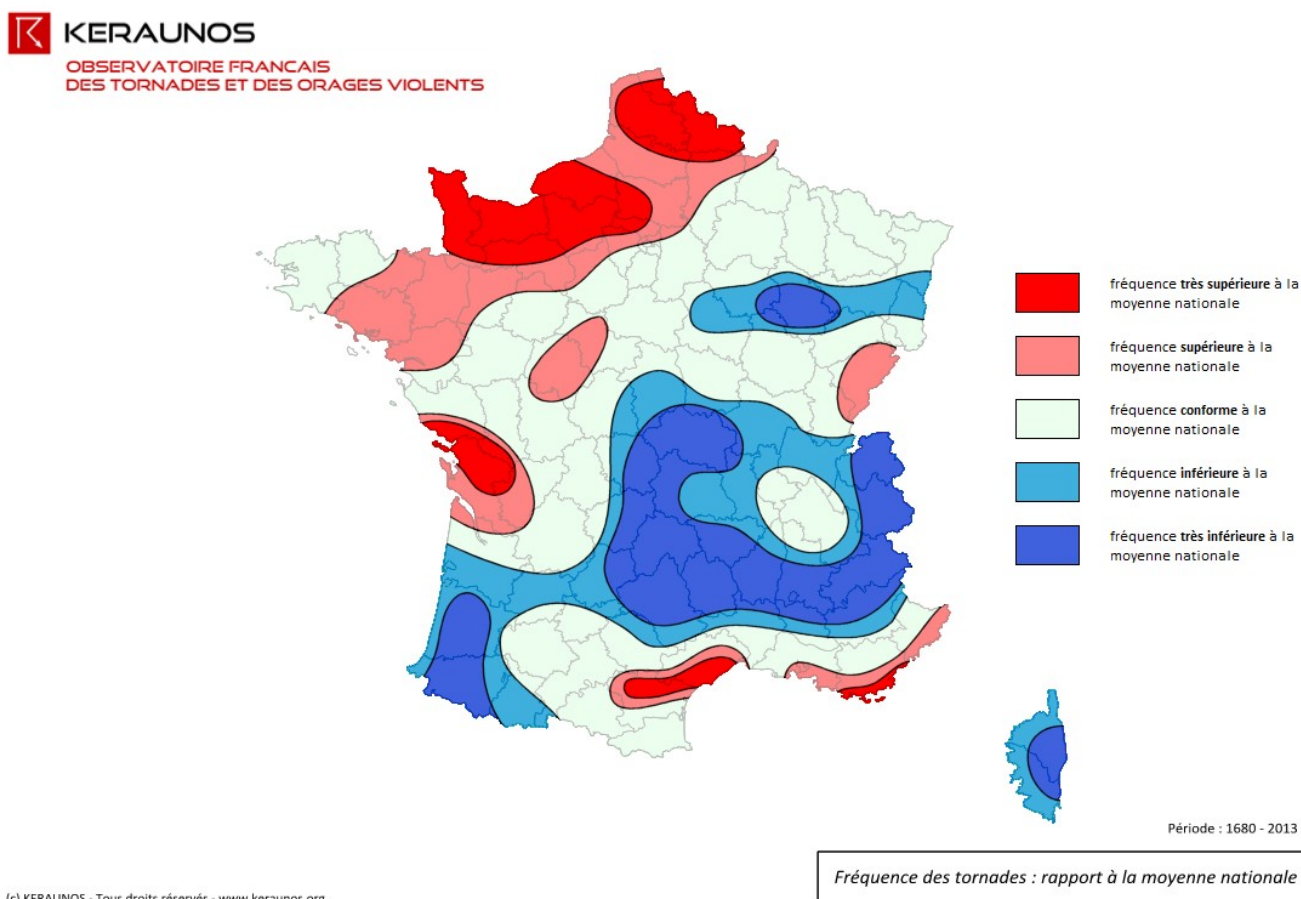 KERAUNOS
OBSERVATOIRE FRANCAIS
DES TORNADES ET DES ORAGES VIOLENTS
fréquence très supérieure à la
moyenne nationale
fréquence supérieure à la
moyenne nationale
fréquence conforme à la
moyenne nationale
fréquence inférieure à la
moyenne nationale
fréquence très inférieure à la
moyenne nationale
Période : 1680 - 2013
Fréquence des tornades : rapport à la moyenne nationale
(c) KERAUNOS - Tous droits réservés - www.keraunos.org